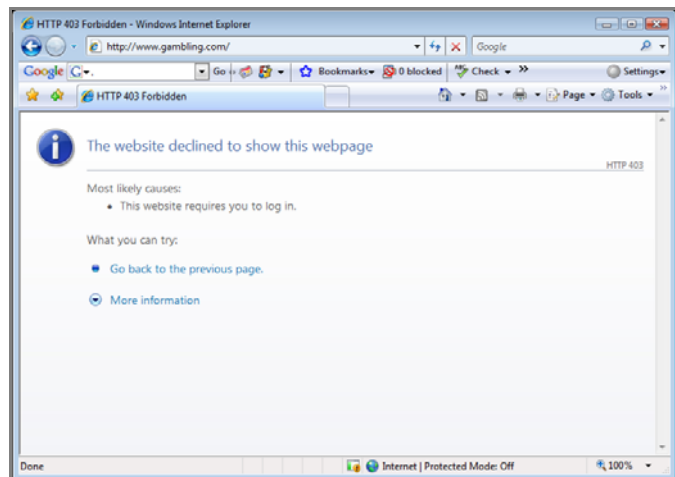 HTTP 403 Forbidden - Windows Internet Explorer
http://www.gambling.com/
Google
Google
Go
Bookmarks
0 blocked
Check
Settings
HTTP 403 Forbidden
Page
Tools
The website declined to show this webpage
HTTP 403
Most likely causes:
This website requires you to log in.
What you can try:
Go back to the previous page.
More information
Done
Internet | Protected Mode: Off
100%